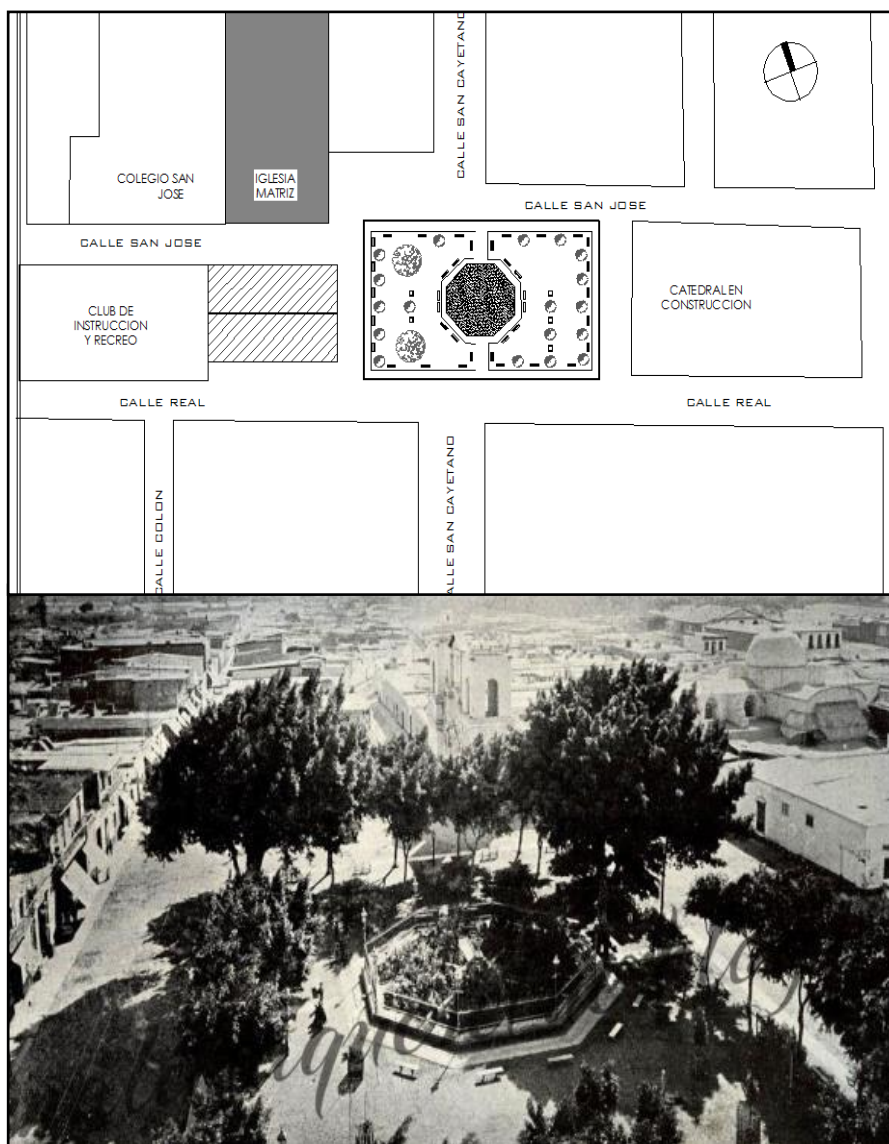 CALLE SAN CAYETANO
COLEGIO SAN
JOSE
IGLESIA
MATRIZ
CALLE SAN JOSE
CALLE SAN JOSE
CLUB DE
INSTRUCCION
Y RECREO
CATEDRAL EN
CONSTRUCCION
CALLE REAL
CALLE REAL
CALLE COLON
CALLE SAN CAYETANO